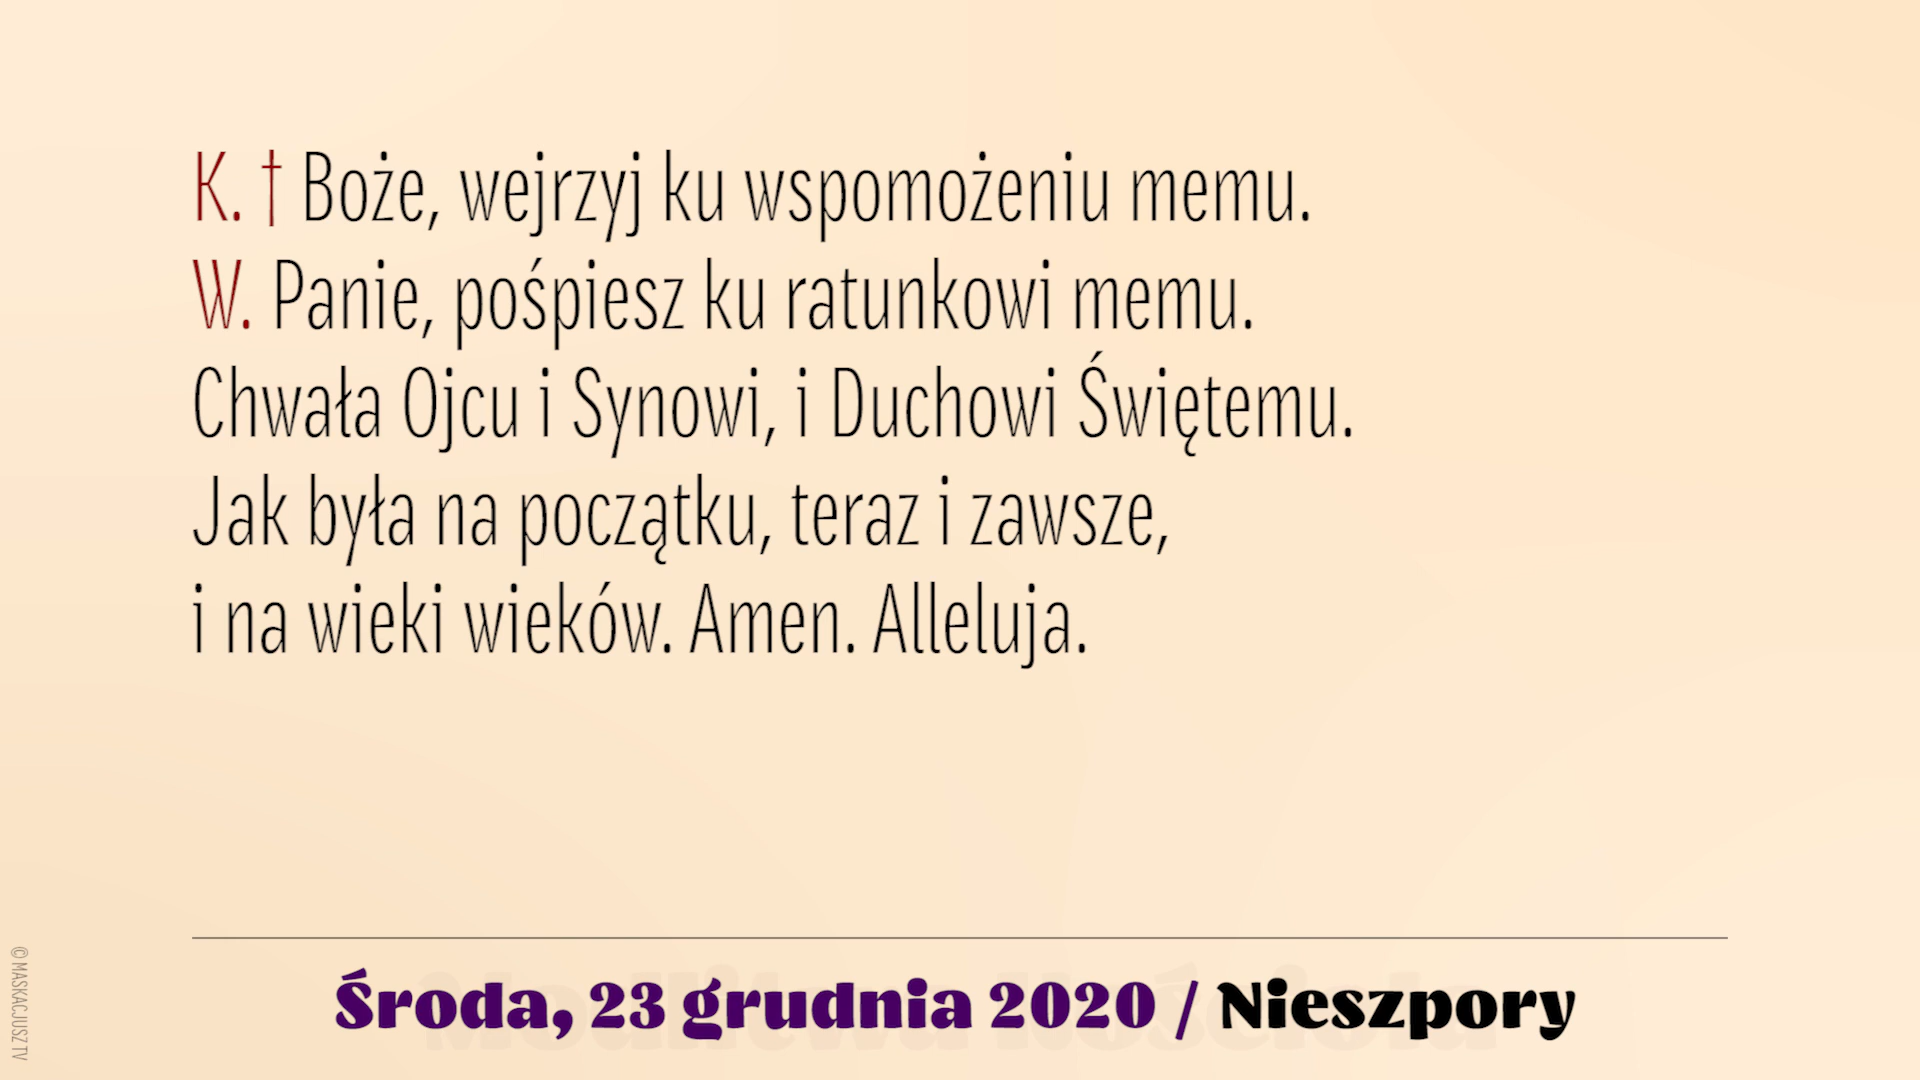 K. † Boże, wejrzyj ku wspomożeniu memu.
W. Panie, pośpiesz ku ratunkowi memu.
Chwała Ojcu i Synowi, i Duchowi Świętemu.
Jak była na początku, teraz i zawsze,
i na wieki wieków. Amen. Alleluja.
Środa, 23 grudnia 2020 / Nieszpory
© MASKACJUSZ TV